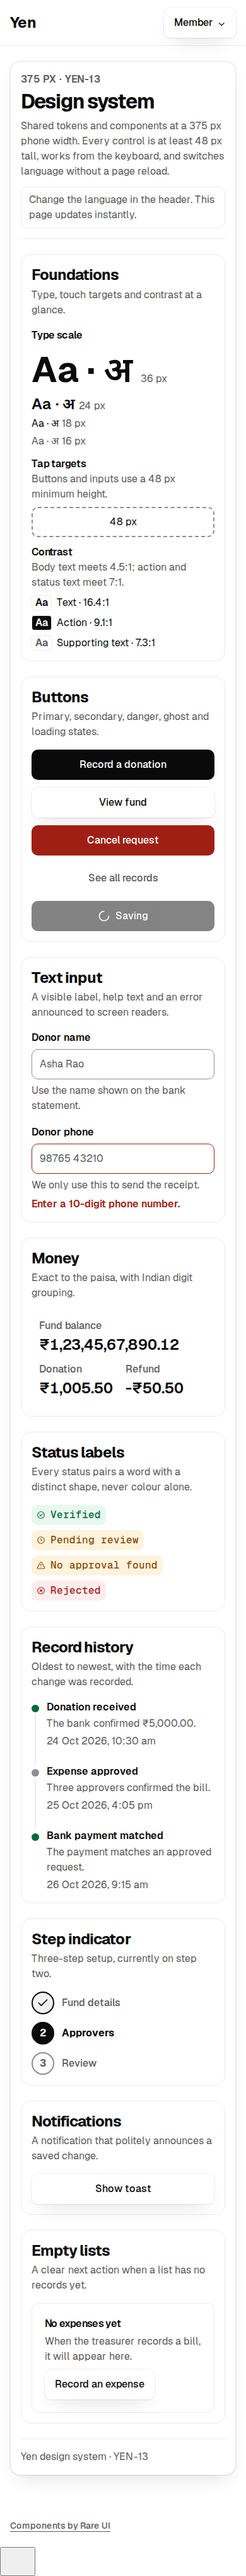 Yen
Member
375 PX · YEN-13
Design system
Shared tokens and components at a 375 px
phone width. Every control is at least 48 px
tall, works from the keyboard, and switches
language without a page reload.
Change the language in the header. This
page updates instantly.
Foundations
Type, touch targets and contrast at a
glance.
Type scale
Aa · अ 36 px
Aa · अ 24 px
Aa · अ 18 px
Aa · अ 16 px
Tap targets
Buttons and inputs use a 48 px
minimum height.
48 px
Contrast
Body text meets 4.5:1; action and
status text meet 7:1.
Aa Text · 16.4:1
Aa Action · 9.1:1
Aa Supporting text · 7.3:1
Buttons
Primary, secondary, danger, ghost and
loading states.
Record a donation
View fund
Cancel request
See all records
Saving
Text input
A visible label, help text and an error
announced to screen readers.
Donor name
Asha Rao
Use the name shown on the bank
statement.
Donor phone
98765 43210
We only use this to send the receipt.
Enter a 10-digit phone number.
Money
Exact to the paisa, with Indian digit
grouping.
Fund balance
₹1,23,45,67,890.12
Donation Refund
₹1,005.50 -₹50.50
Status labels
Every status pairs a word with a
distinct shape, never colour alone.
Verified
Pending review
No approval found
Rejected
Record history
Oldest to newest, with the time each
change was recorded.
Donation received
The bank confirmed ₹5,000.00.
24 Oct 2026, 10:30 am
Expense approved
Three approvers confirmed the bill.
25 Oct 2026, 4:05 pm
Bank payment matched
The payment matches an approved
request.
26 Oct 2026, 9:15 am
Step indicator
Three-step setup, currently on step
two.
Fund details
2 Approvers
3 Review
Notifications
A notification that politely announces a
saved change.
Show toast
Empty lists
A clear next action when a list has no
records yet.
No expenses yet
When the treasurer records a bill,
it will appear here.
Record an expense
Yen design system · YEN-13
Components by Rare UI